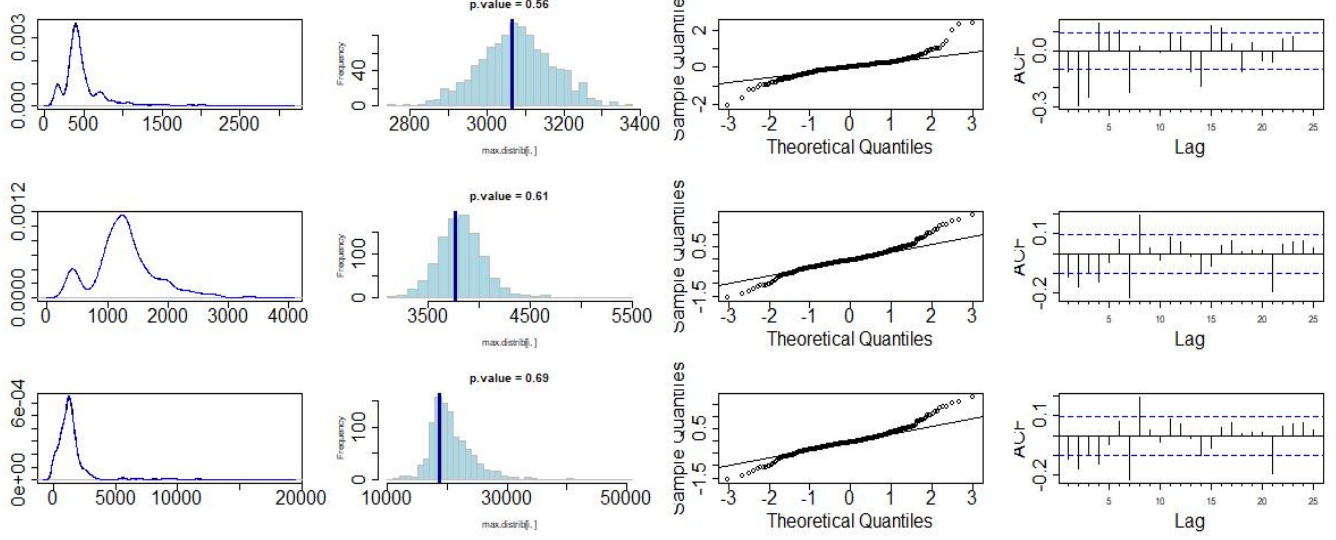 0.003
0.000
0 500 1500 2500
p.value = 0.56
Frequency
40
0
2800 3000 3200 3400
max.distrib[i, ]
Sample Quantiles
2
0
-2
-3 -2 -1 0 1 2 3
Theoretical Quantiles
ACF
0.0
-0.3
5 10 15 20 25
Lag
0.0012
0.0000
0 1000 2000 3000 4000
p.value = 0.61
Frequency
100
0
3500 4500 5500
max.distrib[i, ]
Sample Quantiles
0.5
-1.5
-3 -2 -1 0 1 2 3
Theoretical Quantiles
ACF
0.1
-0.2
5 10 15 20 25
Lag
6e-04
0e+00
0 5000 10000 20000
p.value = 0.69
Frequency
100
0
10000 30000 50000
max.distrib[i, ]
Sample Quantiles
0.5
-1.5
-3 -2 -1 0 1 2 3
Theoretical Quantiles
ACF
0.1
-0.2
5 10 15 20 25
Lag